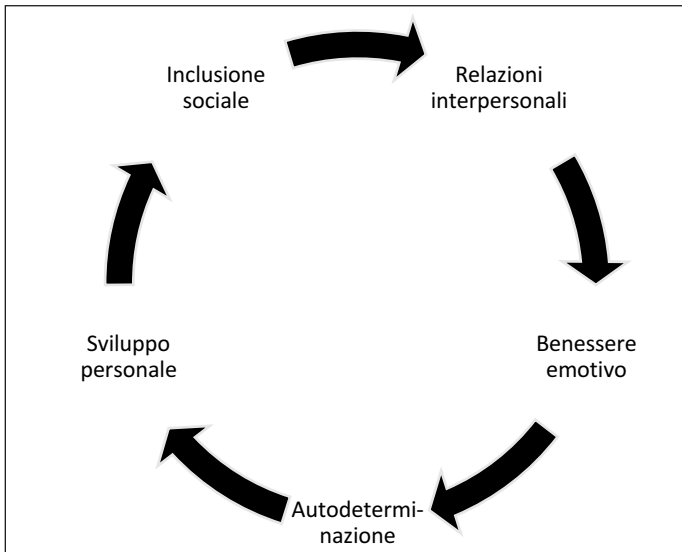 Inclusione
sociale
Relazioni
interpersonali
Benessere
emotivo
Autodetermi-
nazione
Sviluppo
personale